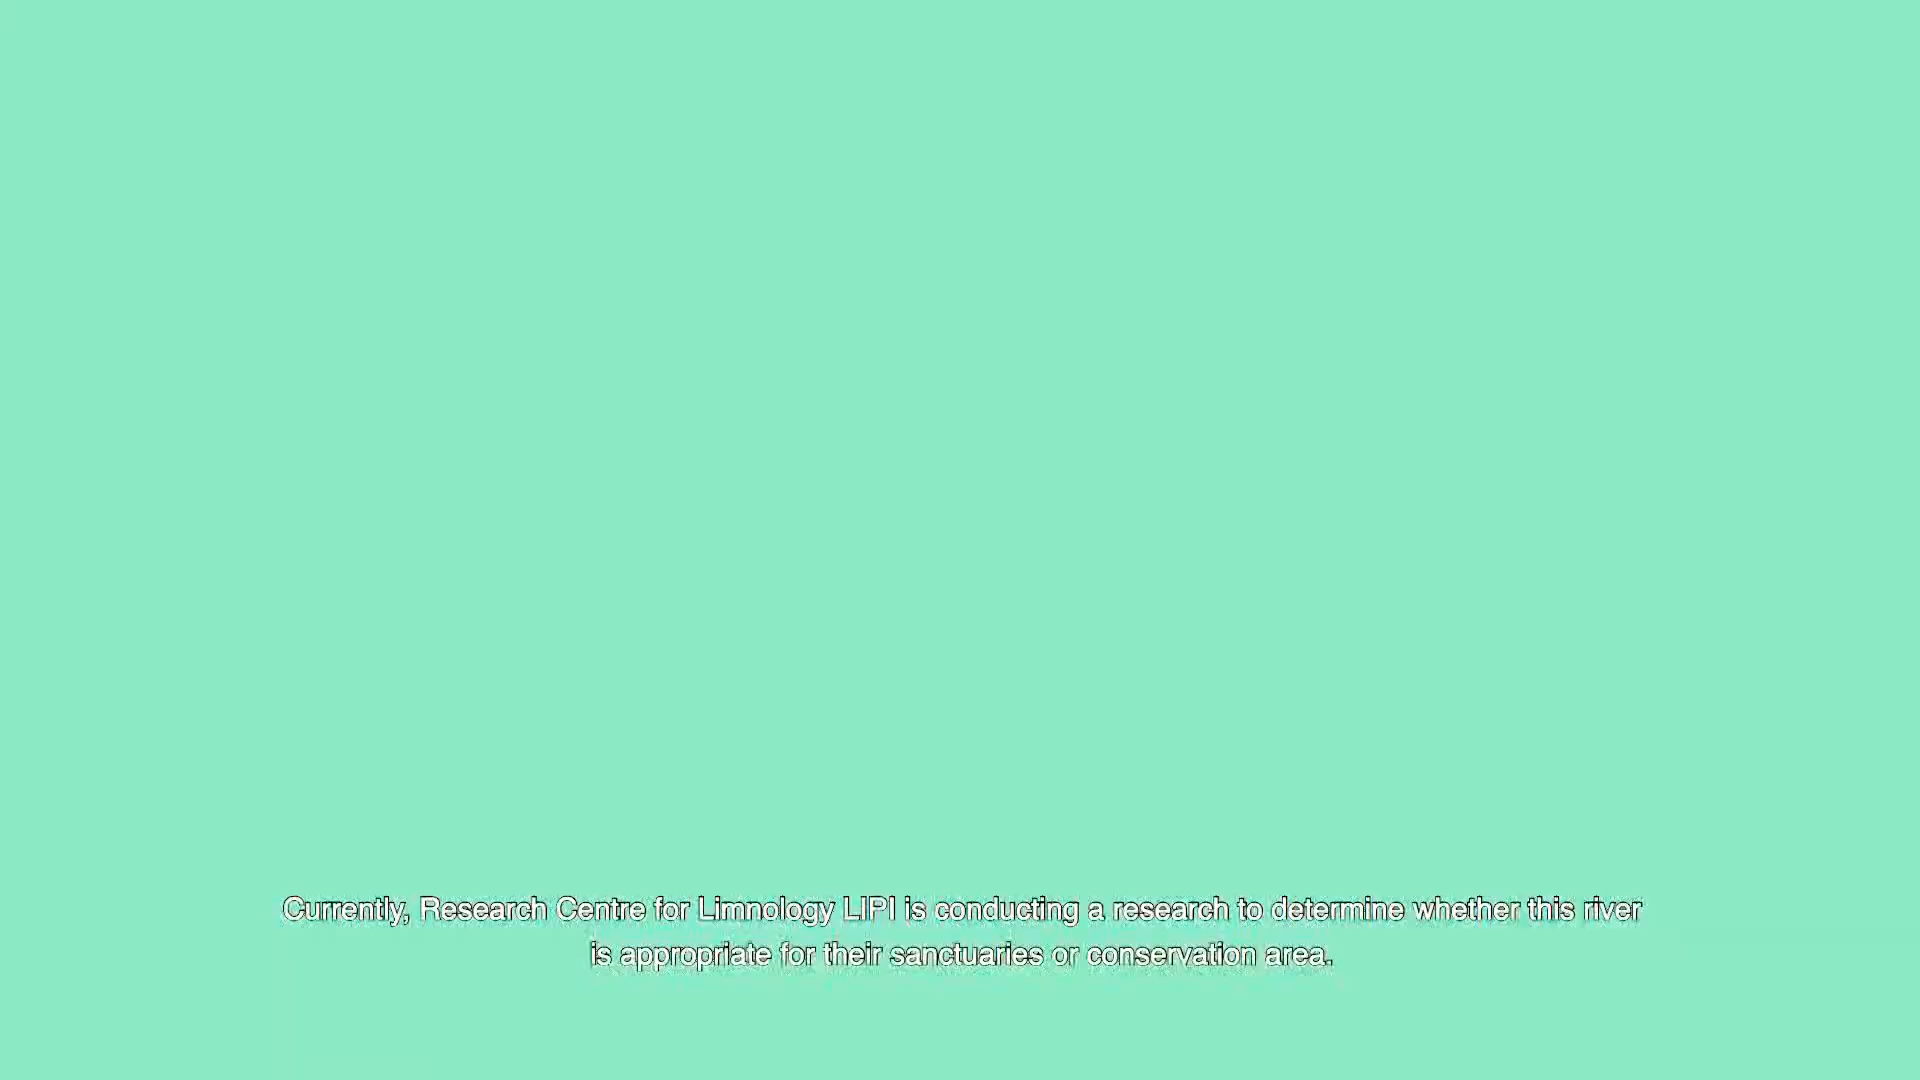 Currently, Research Centre for Limnology LIPI is conducting a research to determine whether this river
is appropriate for their sanctuaries or conservation area.